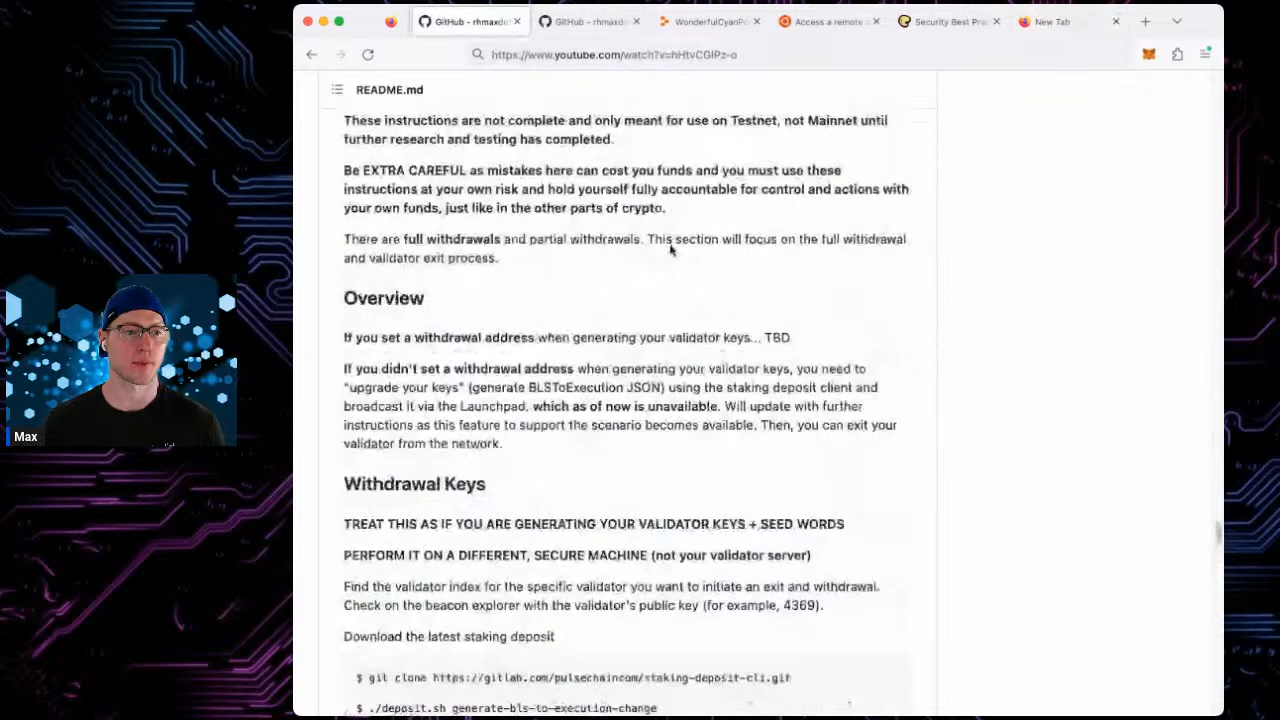 GitHub - rhmaxdo
GitHub - rhmaxdo
WonderfulCyanPo
Access a remote
Security Best Pra
New Tab
https://www.youtube.com/watch?v=hHtvCGlPz-o
README.md
These instructions are not complete and only meant for use on Testnet, not Mainnet until
further research and testing has completed.
Be EXTRA CAREFUL as mistakes here can cost you funds and you must use these
instructions at your own risk and hold yourself fully accountable for control and actions with
your own funds, just like in the other parts of crypto.
There are full withdrawals and partial withdrawals. This section will focus on the full withdrawal
and validator exit process.
Overview
If you set a withdrawal address when generating your validator keys... TBD
If you didn't set a withdrawal address when generating your validator keys, you need to
"upgrade your keys" (generate BLSToExecution JSON) using the staking deposit client and
broadcast it via the Launchpad, which as of now is unavailable. Will update with further
instructions as this feature to support the scenario becomes available. Then, you can exit your
validator from the network.
Max
Withdrawal Keys
TREAT THIS AS IF YOU ARE GENERATING YOUR VALIDATOR KEYS + SEED WORDS
PERFORM IT ON A DIFFERENT, SECURE MACHINE (not your validator server)
Find the validator index for the specific validator you want to initiate an exit and withdrawal.
Check on the beacon explorer with the validator's public key (for example, 4369).
Download the latest staking deposit
$ git clone https://gitlab.com/pulsechaincom/staking-deposit-cli.git
$ ./deposit.sh generate-bls-to-execution-change